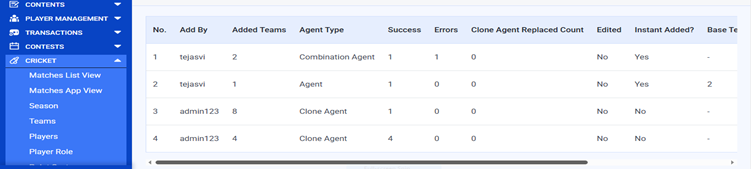 CONTENTS
PLAYER MANAGEMENT
TRANSACTIONS
CONTESTS
CRICKET
Matches List View
Matches App View
Season
Teams
Players
Player Role
No. Add By Added Teams Agent Type Success Errors Clone Agent Replaced Count Edited Instant Added? Base Te
1 tejasvi 2 Combination Agent 1 1 0 No Yes -
2 tejasvi 1 Agent 1 0 0 No Yes 2
3 admin123 8 Clone Agent 1 0 0 No No -
4 admin123 4 Clone Agent 4 0 0 No No -